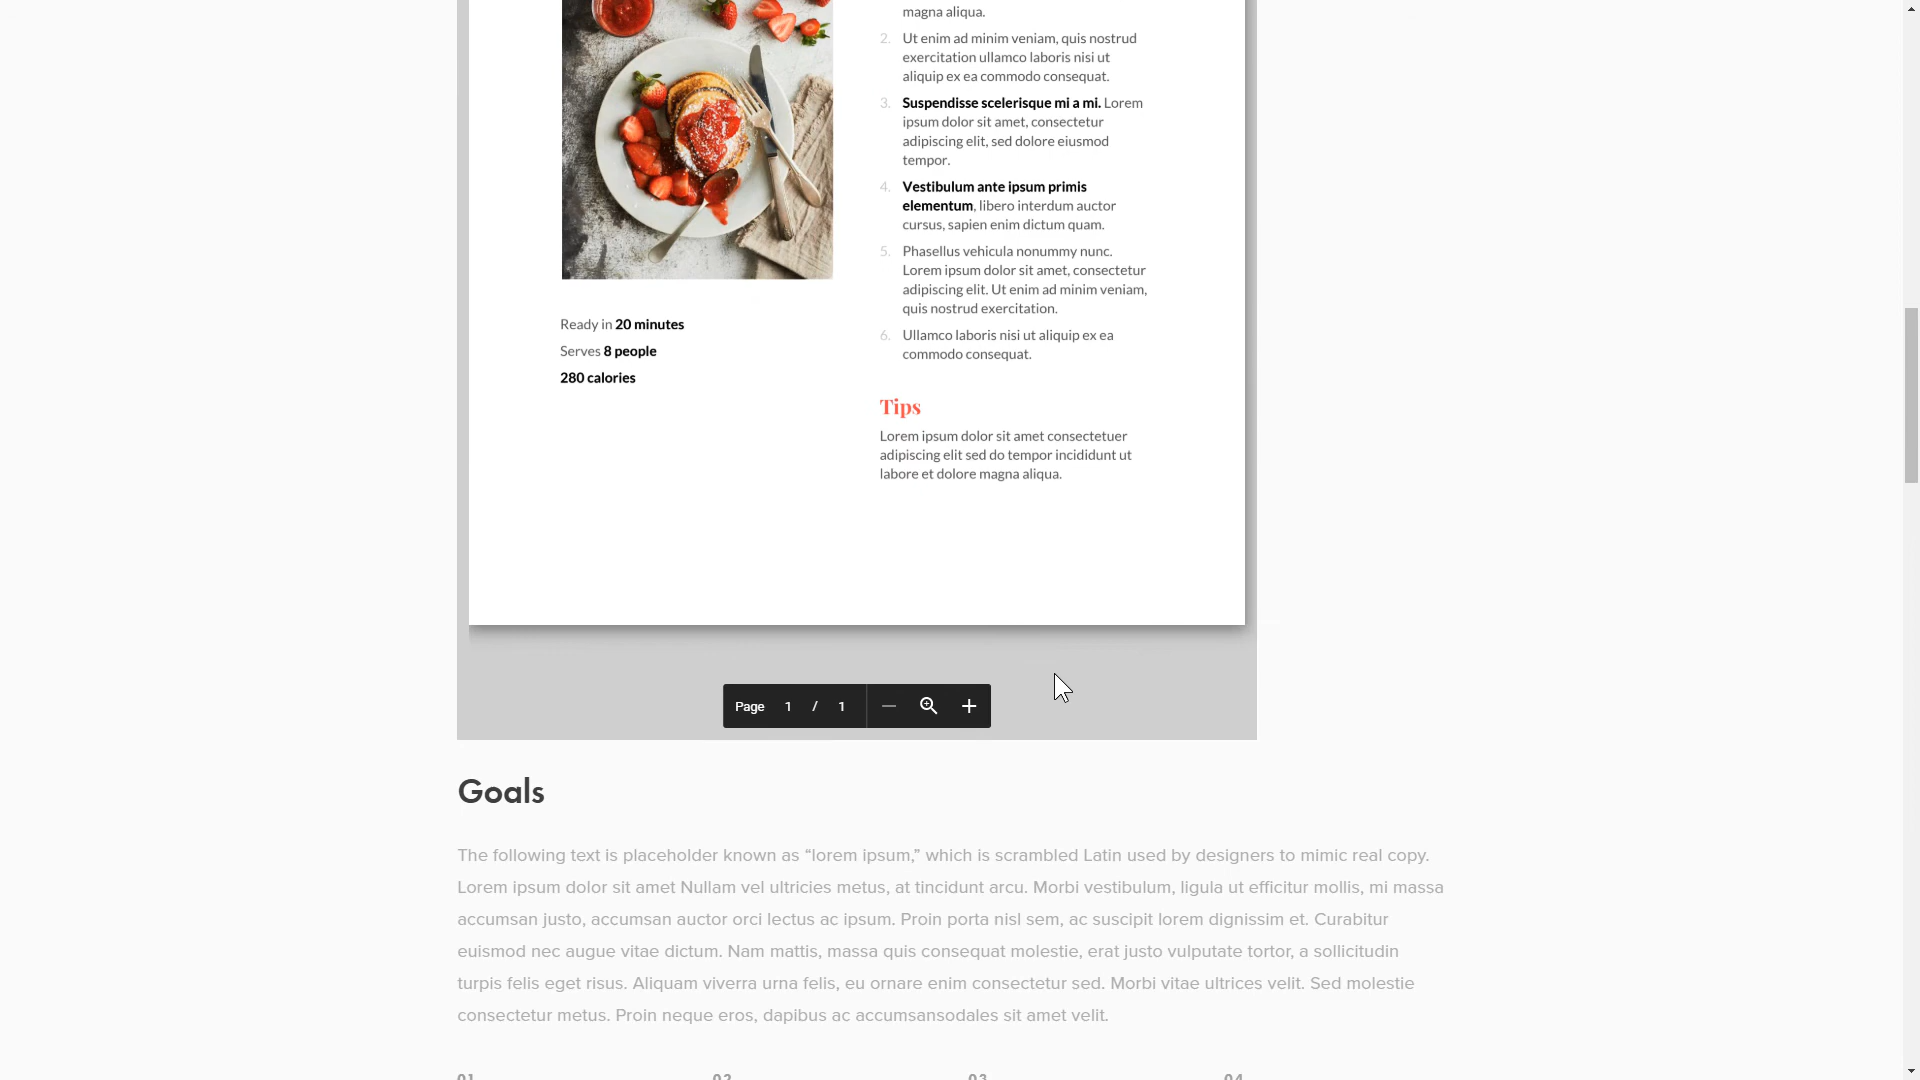 magna aliqua.
2. Ut enim ad minim veniam, quis nostrud
exercitation ullamco laboris nisi ut
aliquip ex ea commodo consequat.
3. Suspendisse scelerisque mi a mi. Lorem
ipsum dolor sit amet, consectetur
adipiscing elit, sed dolore eiusmod
tempor.
4. Vestibulum ante ipsum primis
elementum, libero interdum auctor
cursus, sapien enim dictum quam.
5. Phasellus vehicula nonummy nunc.
Lorem ipsum dolor sit amet, consectetur
adipiscing elit. Ut enim ad minim veniam,
quis nostrud exercitation.
6. Ullamco laboris nisi ut aliquip ex ea
commodo consequat.
Ready in 20 minutes
Serves 8 people
280 calories
Tips
Lorem ipsum dolor sit amet consectetuer
adipiscing elit sed do tempor incididunt ut
labore et dolore magna aliqua.
Page 1 / 1
Goals
The following text is placeholder known as “lorem ipsum,” which is scrambled Latin used by designers to mimic real copy.
Lorem ipsum dolor sit amet Nullam vel ultricies metus, at tincidunt arcu. Morbi vestibulum, ligula ut efficitur mollis, mi massa
accumsan justo, accumsan auctor orci lectus ac ipsum. Proin porta nisl sem, ac suscipit lorem dignissim et. Curabitur
euismod nec augue vitae dictum. Nam mattis, massa quis consequat molestie, erat justo vulputate tortor, a sollicitudin
turpis felis eget risus. Aliquam viverra urna felis, eu ornare enim consectetur sed. Morbi vitae ultrices velit. Sed molestie
consectetur metus. Proin neque eros, dapibus ac accumsansodales sit amet velit.
01 02 03 04